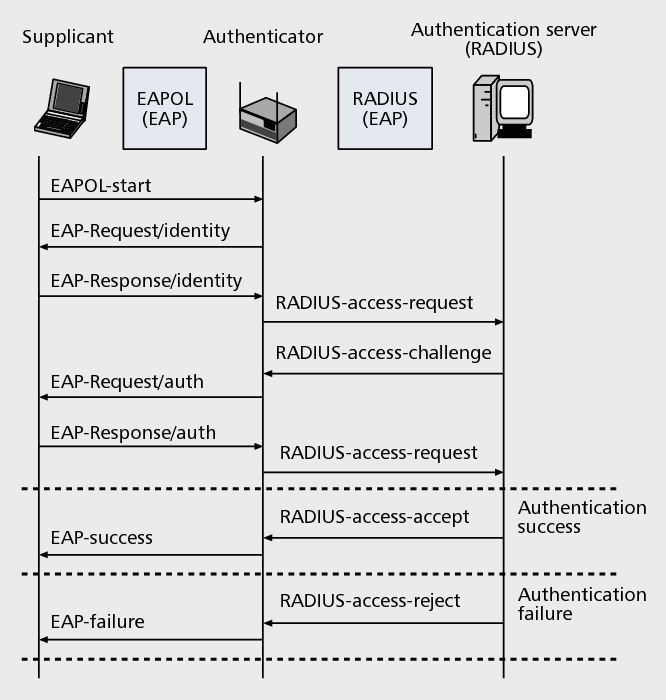 Supplicant
Authenticator
Authentication server
(RADIUS)
EAPOL
(EAP)
RADIUS
(EAP)
EAPOL-start
EAP-Request/identity
EAP-Response/identity
RADIUS-access-request
RADIUS-access-challenge
EAP-Request/auth
EAP-Response/auth
RADIUS-access-request
RADIUS-access-accept
Authentication
success
EAP-success
RADIUS-access-reject
Authentication
failure
EAP-failure